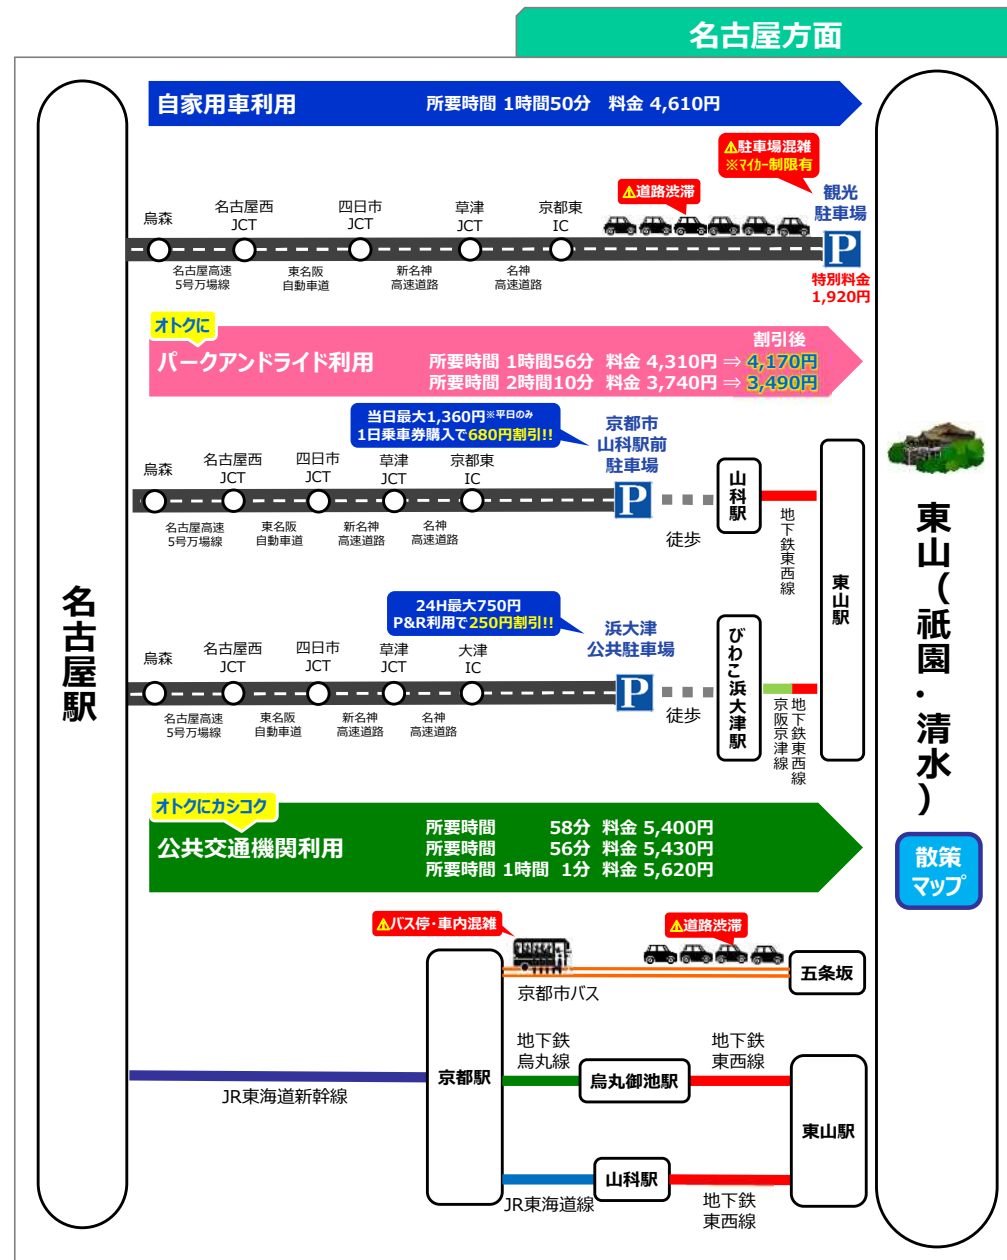 名古屋方面
自家用車利用 所要時間 1時間50分 料金 4,610円
⚠駐車場混雑
※マイカー制限有
⚠道路渋滞
観光
駐車場
烏森
名古屋西
JCT
四日市
JCT
草津
JCT
京都東
IC
P
名古屋高速
5号万場線
東名阪
自動車道
新名神
高速道路
名神
高速道路
特別料金
1,920円
オトクに
パークアンドライド利用
割引後
所要時間 1時間56分 料金 4,310円 ⇒ 4,170円
所要時間 2時間10分 料金 3,740円 ⇒ 3,490円
当日最大1,360円※平日のみ
1日乗車券購入で680円割引!!
京都市
山科駅前
駐車場
烏森
名古屋西
JCT
四日市
JCT
草津
JCT
京都東
IC
P
名古屋高速
5号万場線
東名阪
自動車道
新名神
高速道路
名神
高速道路
徒歩
山科駅
地下鉄東西線
東山駅
24H最大750円
P&R利用で250円割引!!
浜大津
公共駐車場
烏森
名古屋西
JCT
四日市
JCT
草津
JCT
大津
IC
P
名古屋高速
5号万場線
東名阪
自動車道
新名神
高速道路
名神
高速道路
徒歩
びわこ浜大津駅
京阪京津線
地下鉄東西線
名古屋駅
東山(祇園・清水)
散策
マップ
オトクにカシコク
公共交通機関利用
所要時間 58分 料金 5,400円
所要時間 56分 料金 5,430円
所要時間 1時間 1分 料金 5,620円
⚠バス停・車内混雑
⚠道路渋滞
京都市バス
五条坂
JR東海道新幹線
京都駅
地下鉄
烏丸線
烏丸御池駅
地下鉄
東西線
東山駅
JR東海道線
山科駅
地下鉄
東西線